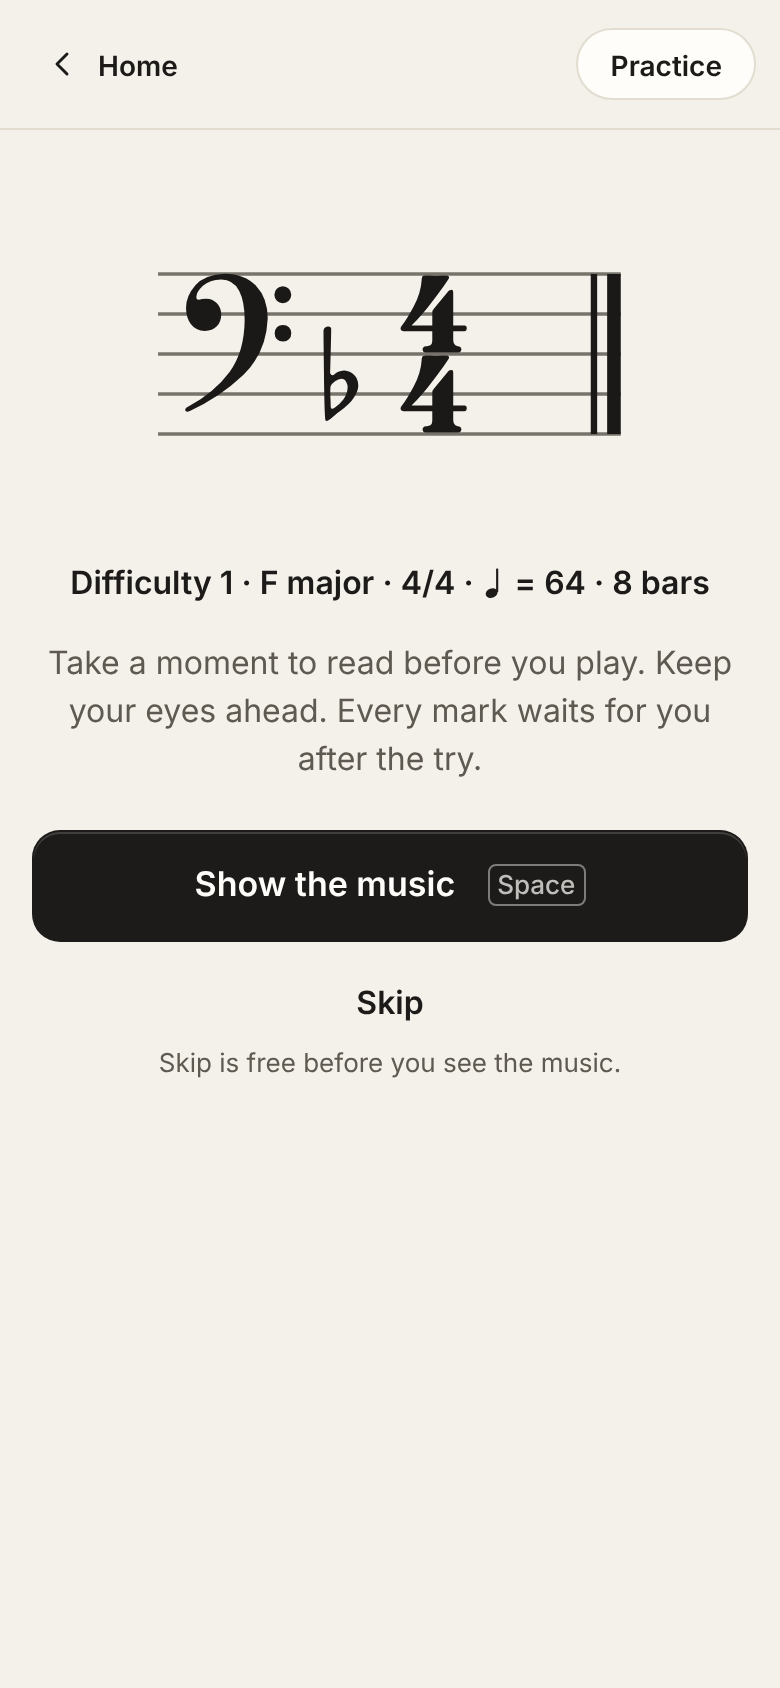 Home
Practice
4
4
Difficulty 1 · F major · 4/4 · ♩ = 64 · 8 bars
Take a moment to read before you play. Keep
your eyes ahead. Every mark waits for you
after the try.
Show the music Space
Skip
Skip is free before you see the music.